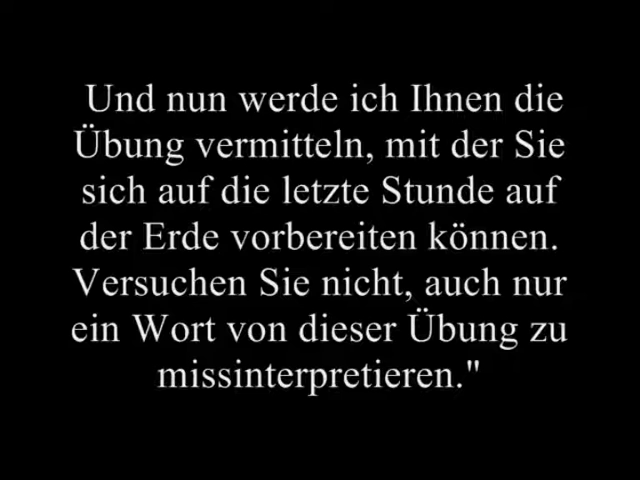 Und nun werde ich Ihnen die
Übung vermitteln, mit der Sie
sich auf die letzte Stunde auf
der Erde vorbereiten können.
Versuchen Sie nicht, auch nur
ein Wort von dieser Übung zu
missinterpretieren."